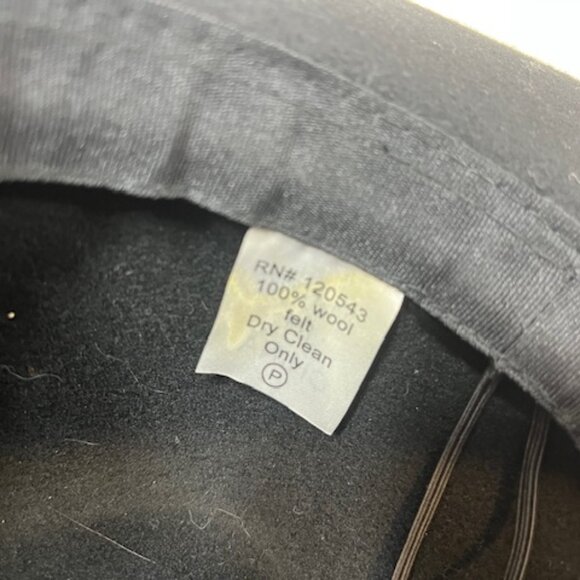 RN# 120543
100% wool
felt
Dry Clean
Only
P